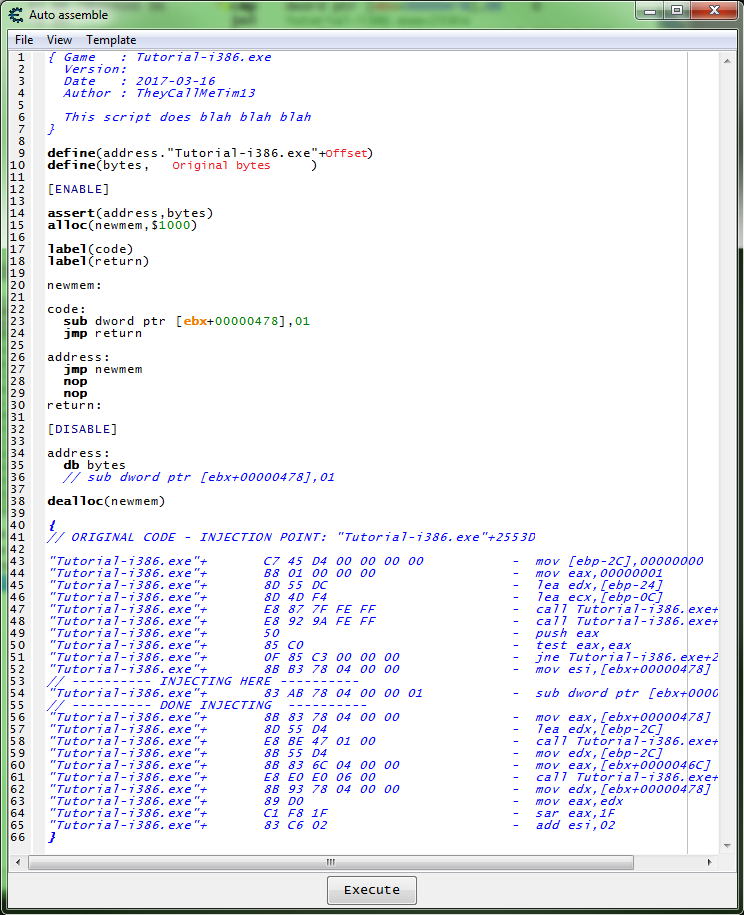 Auto assemble
File View Template
1 { Game : Tutorial-i386.exe
2 Version:
3 Date : 2017-03-16
4 Author : TheyCallMeTim13
5
6 This script does blah blah blah
7 }
8
9 define(address."Tutorial-i386.exe"+Offset)
10 define(bytes, Original bytes )
11
12 [ENABLE]
13
14 assert(address,bytes)
15 alloc(newmem,$1000)
16
17 label(code)
18 label(return)
19
20 newmem:
21
22 code:
23 sub dword ptr [ebx+00000478],01
24 jmp return
25
26 address:
27 jmp newmem
28 nop
29 nop
30 return:
31
32 [DISABLE]
33
34 address:
35 db bytes
36 // sub dword ptr [ebx+00000478],01
37
38 dealloc(newmem)
39
40 {
41 // ORIGINAL CODE - INJECTION POINT: "Tutorial-i386.exe"+2553D
42
43 "Tutorial-i386.exe"+ C7 45 D4 00 00 00 00 - mov [ebp-2C],00000000
44 "Tutorial-i386.exe"+ B8 01 00 00 00 - mov eax,00000001
45 "Tutorial-i386.exe"+ 8D 55 DC - lea edx,[ebp-24]
46 "Tutorial-i386.exe"+ 8D 4D F4 - lea ecx,[ebp-0C]
47 "Tutorial-i386.exe"+ E8 87 7F FE FF - call Tutorial-i386.exe+
48 "Tutorial-i386.exe"+ E8 92 9A FE FF - call Tutorial-i386.exe+
49 "Tutorial-i386.exe"+ 50 - push eax
50 "Tutorial-i386.exe"+ 85 C0 - test eax,eax
51 "Tutorial-i386.exe"+ 0F 85 C3 00 00 00 - jne Tutorial-i386.exe+2
52 "Tutorial-i386.exe"+ 8B B3 78 04 00 00 - mov esi,[ebx+00000478]
53 // ---------- INJECTING HERE ----------
54 "Tutorial-i386.exe"+ 83 AB 78 04 00 00 01 - sub dword ptr [ebx+0000
55 // ---------- DONE INJECTING ----------
56 "Tutorial-i386.exe"+ 8B 83 78 04 00 00 - mov eax,[ebx+00000478]
57 "Tutorial-i386.exe"+ 8D 55 D4 - lea edx,[ebp-2C]
58 "Tutorial-i386.exe"+ E8 BE 47 01 00 - call Tutorial-i386.exe+
59 "Tutorial-i386.exe"+ 8B 55 D4 - mov edx,[ebp-2C]
60 "Tutorial-i386.exe"+ 8B 83 6C 04 00 00 - mov eax,[ebx+0000046C]
61 "Tutorial-i386.exe"+ E8 E0 E0 06 00 - call Tutorial-i386.exe+
62 "Tutorial-i386.exe"+ 8B 93 78 04 00 00 - mov edx,[ebx+00000478]
63 "Tutorial-i386.exe"+ 89 D0 - mov eax,edx
64 "Tutorial-i386.exe"+ C1 F8 1F - sar eax,1F
65 "Tutorial-i386.exe"+ 83 C6 02 - add esi,02
66 }
Execute